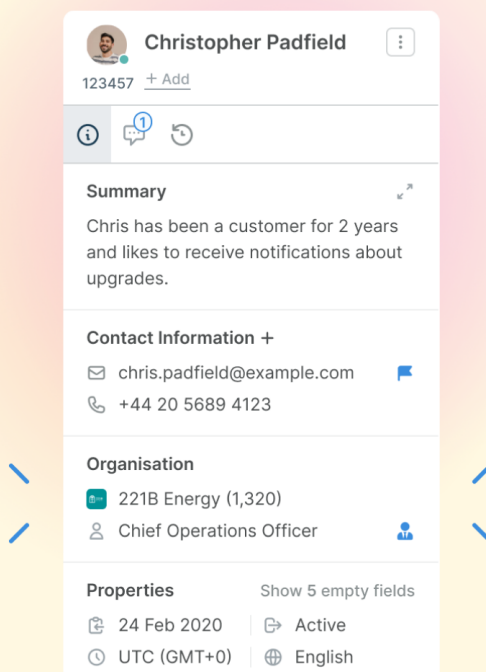 Christopher Padfield
123457 + Add
1
Summary
Chris has been a customer for 2 years
and likes to receive notifications about
upgrades.
Contact Information +
chris.padfield@example.com
+44 20 5689 4123
Organisation
221B Energy (1,320)
Chief Operations Officer
Properties Show 5 empty fields
24 Feb 2020 Active
UTC (GMT+0) English